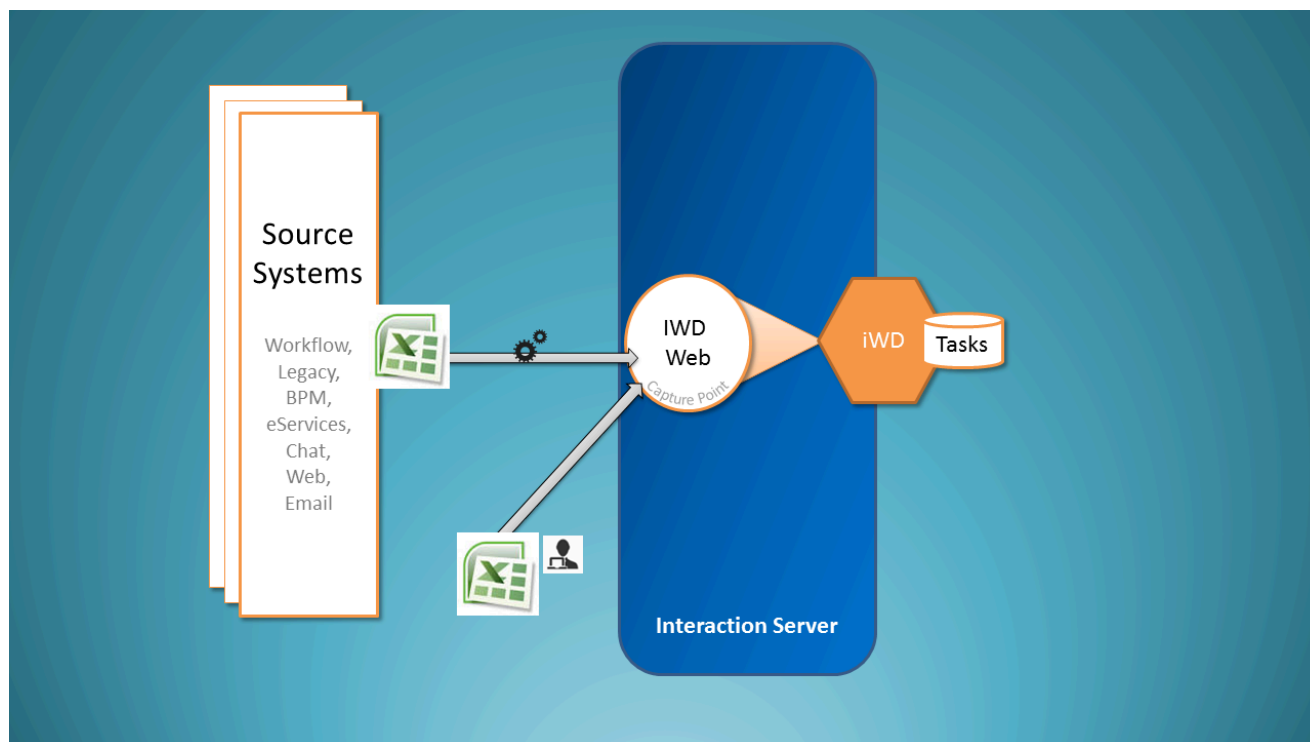 Source
Systems
Workflow,
Legacy,
BPM,
eServices,
Chat,
Web,
Email
IWD
Web
Capture Point
iWD
Tasks
Interaction Server